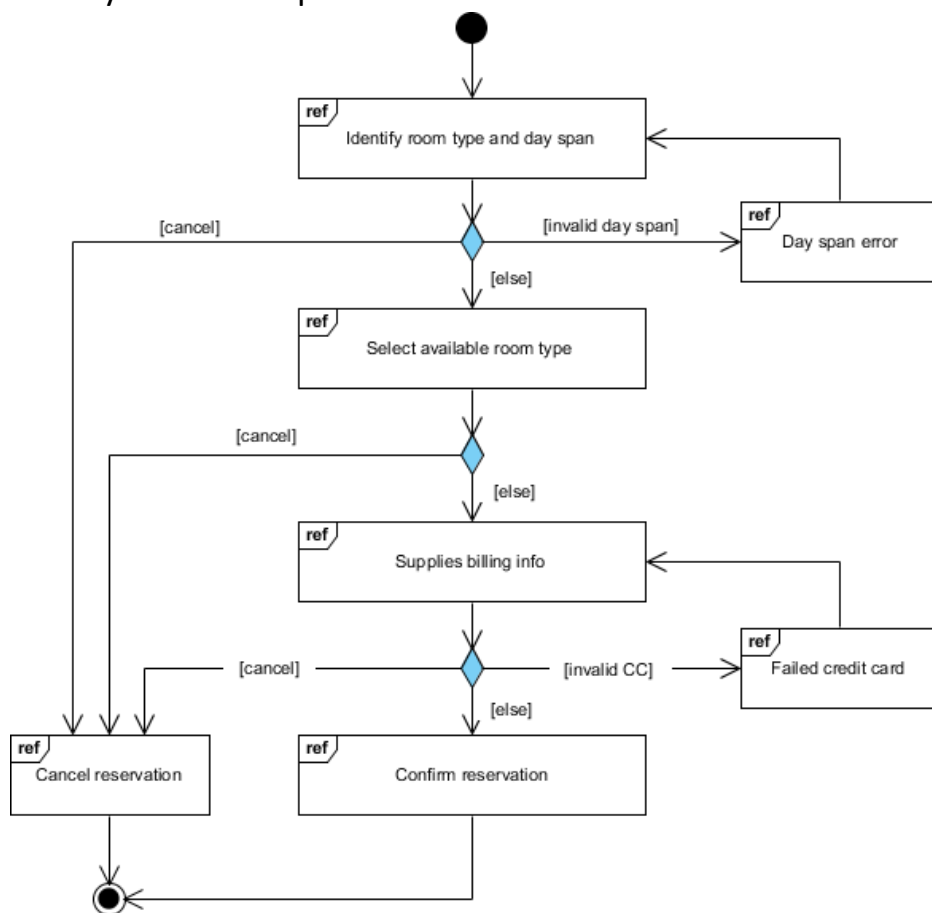 ref
Identify room type and day span
[cancel]
[invalid day span]
ref
Day span error
[else]
ref
Select available room type
[cancel]
[else]
ref
Supplies billing info
[cancel]
[invalid CC]
ref
Failed credit card
[else]
ref
Cancel reservation
ref
Confirm reservation